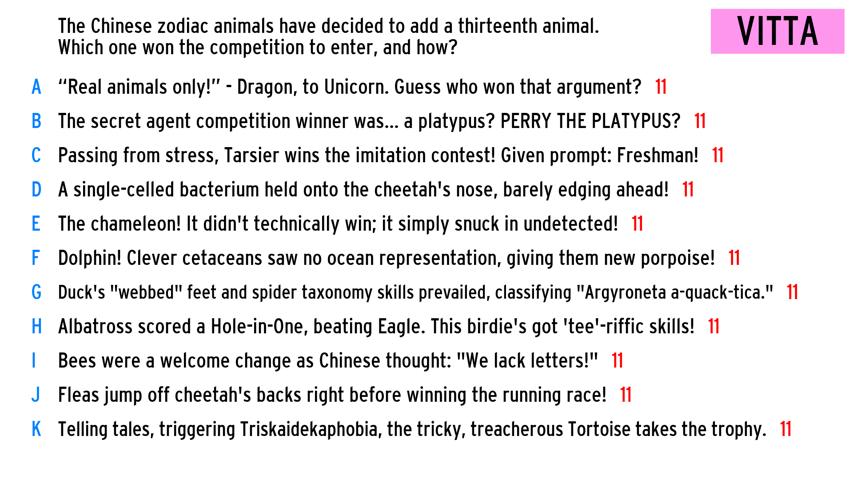 The Chinese zodiac animals have decided to add a thirteenth animal.
Which one won the competition to enter, and how?
VITTA
A "Real animals only!" - Dragon, to Unicorn. Guess who won that argument? 11
B The secret agent competition winner was... a platypus? PERRY THE PLATYPUS? 11
C Passing from stress, Tarsier wins the imitation contest! Given prompt: Freshman! 11
D A single-celled bacterium held onto the cheetah's nose, barely edging ahead! 11
E The chameleon! It didn't technically win; it simply snuck in undetected! 11
F Dolphin! Clever cetaceans saw no ocean representation, giving them new porpoise! 11
G Duck's "webbed" feet and spider taxonomy skills prevailed, classifying "Argyroneta a-quack-tica." 11
H Albatross scored a Hole-in-One, beating Eagle. This birdie's got 'tee'-riffic skills! 11
I Bees were a welcome change as Chinese thought: "We lack letters!" 11
J Fleas jump off cheetah's backs right before winning the running race! 11
K Telling tales, triggering Triskaidekaphobia, the tricky, treacherous Tortoise takes the trophy. 11